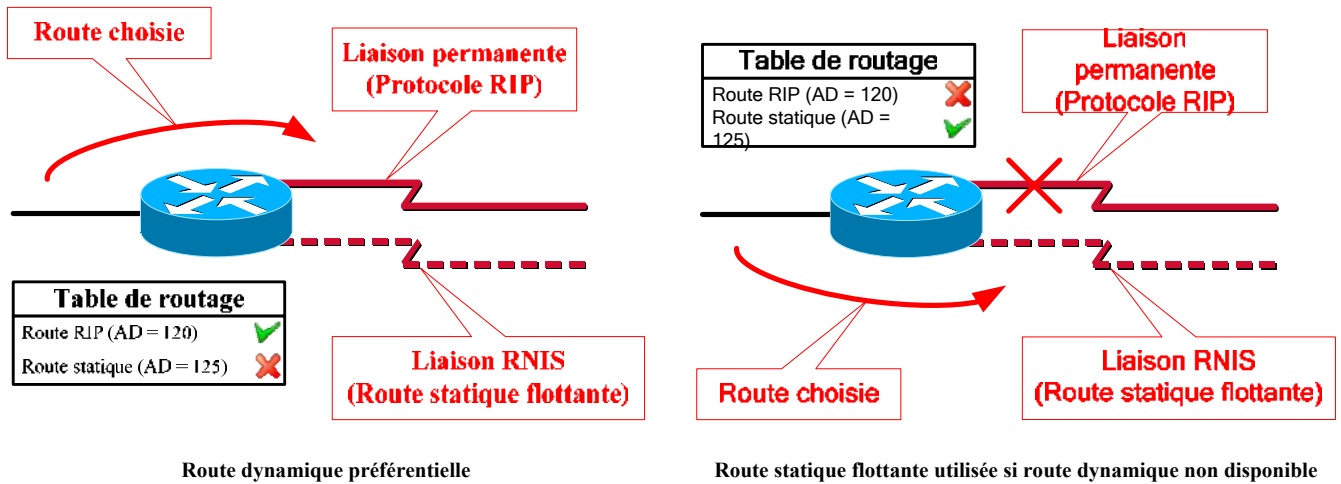 Route choisie
Liaison permanente
(Protocole RIP)
Table de routage
Route RIP (AD = 120)
Route statique (AD = 125)
Liaison RNIS
(Route statique flottante)
Route dynamique préférentielle
Table de routage
Route RIP (AD = 120)
Route statique (AD =
125)
Liaison
permanente
(Protocole RIP)
Route choisie
Liaison RNIS
(Route statique flottante)
Route statique flottante utilisée si route dynamique non disponible